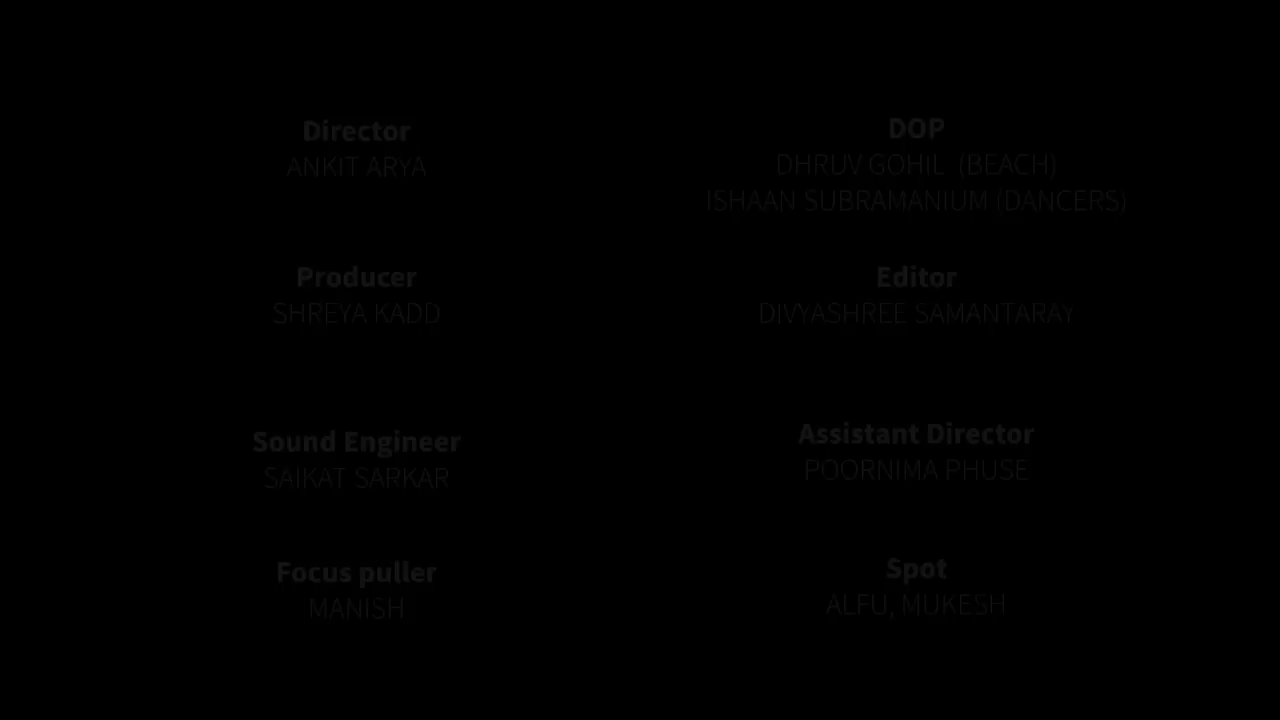 Director
ANKIT ARYA
DOP
DHRUV GOHIL (BEACH)
ISHAAN SUBRAMANIUM (DANCERS)
Producer
SHREYA KADD
Editor
DIVYASHREE SAMANTARAY
Sound Engineer
SAIKAT SARKAR
Assistant Director
POORNIMA PHUSE
Focus puller
MANISH
Spot
ALFU, MUKESH